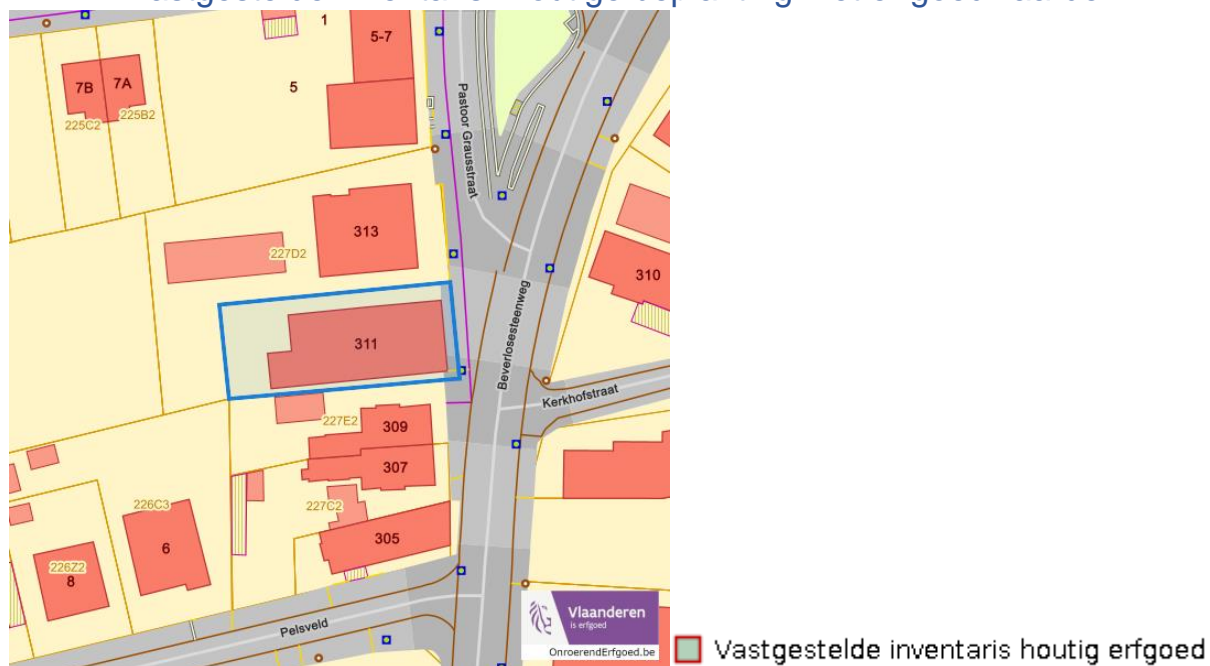 Vastgestelde inventaris houtig erfgoed
1
5-7
5
7B
7A
225C2
225B2
Pastoor Grausstraat
313
227D2
310
311
Beverlosesteenweg
Kerkhofstraat
227E2
309
307
226C3
227C2
305
6
226Z2
8
Pelsveld
Vlaanderen
is erfgoed
OnroerendErfgoed.be